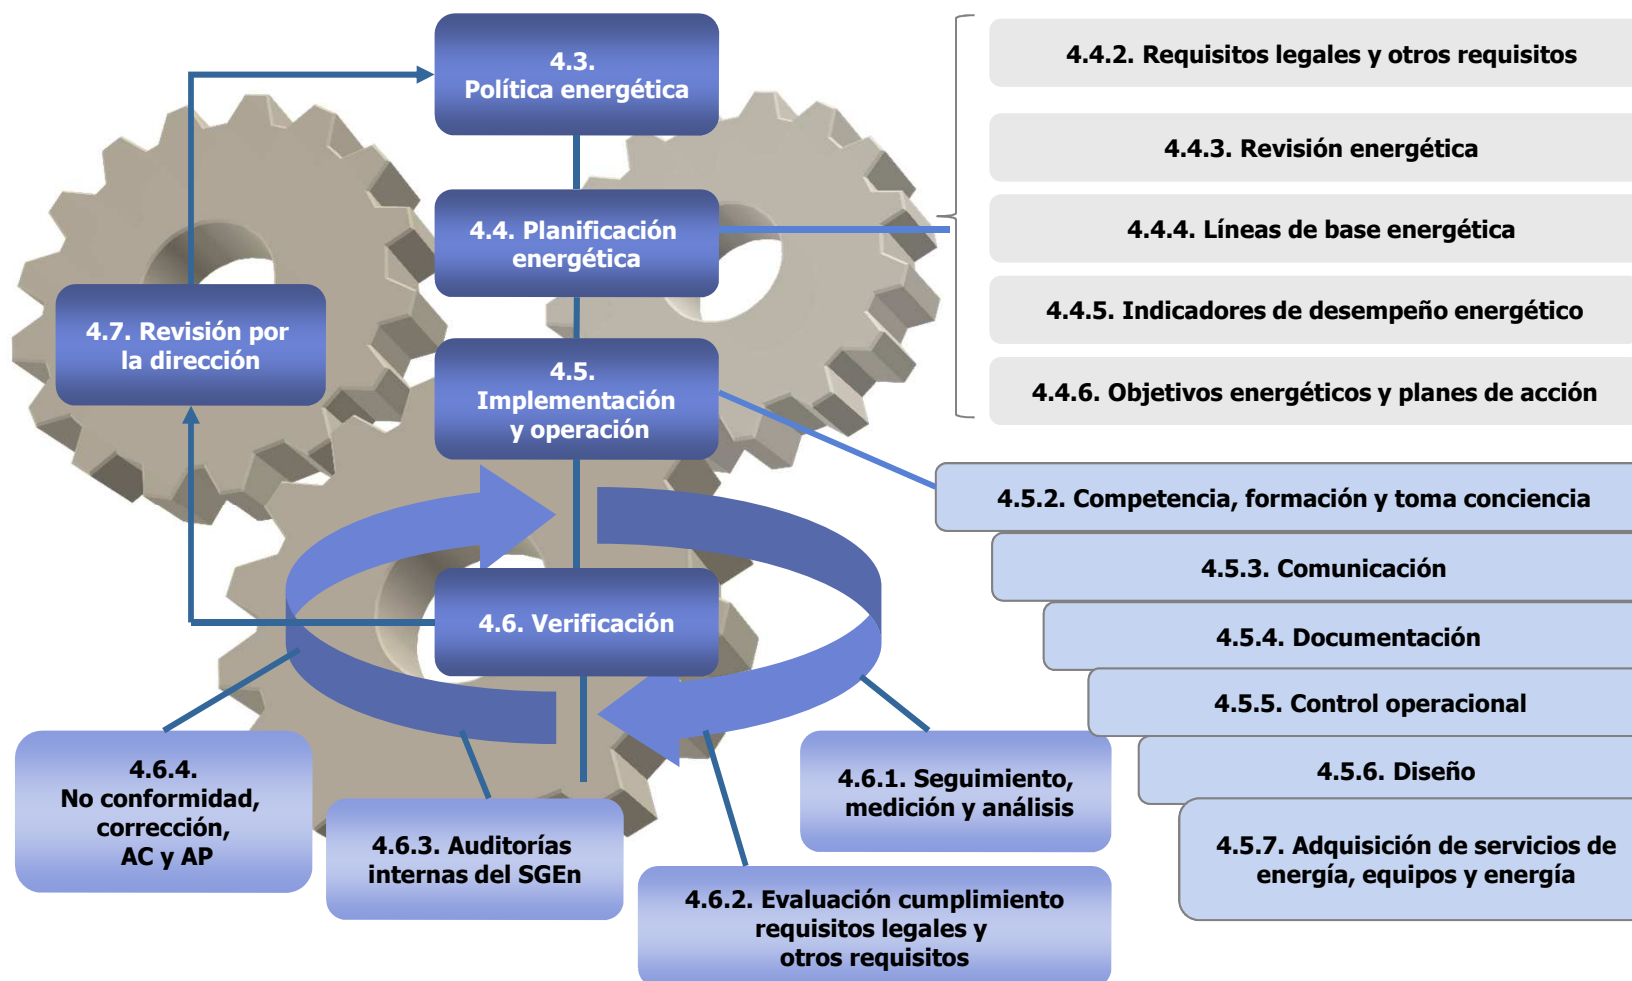 4.3.
Política energética
4.4. Planificación
energética
4.5.
Implementación
y operación
4.6. Verificación
4.7. Revisión por
la dirección
4.4.2. Requisitos legales y otros requisitos
4.4.3. Revisión energética
4.4.4. Líneas de base energética
4.4.5. Indicadores de desempeño energético
4.4.6. Objetivos energéticos y planes de acción
4.5.2. Competencia, formación y toma conciencia
4.5.3. Comunicación
4.5.4. Documentación
4.5.5. Control operacional
4.5.6. Diseño
4.5.7. Adquisición de servicios de
energía, equipos y energía
4.6.1. Seguimiento,
medición y análisis
4.6.2. Evaluación cumplimiento
requisitos legales y
otros requisitos
4.6.3. Auditorías
internas del SGEn
4.6.4.
No conformidad,
corrección,
AC y AP